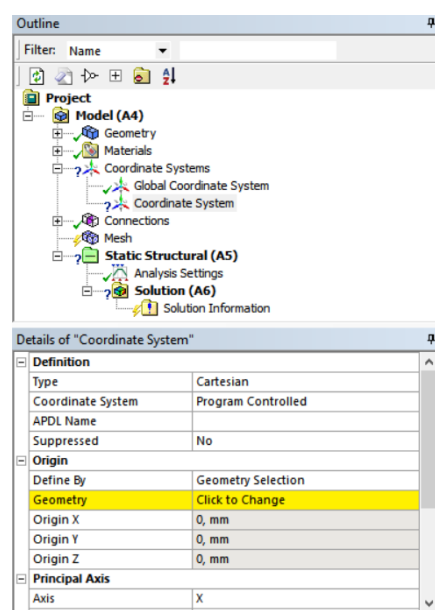 Outline
Filter: Name
Project
Model (A4)
Geometry
Materials
Coordinate Systems
Global Coordinate System
Coordinate System
Connections
Mesh
Static Structural (A5)
Analysis Settings
Solution (A6)
Solution Information
Details of "Coordinate System"
Definition
Type Cartesian
Coordinate System Program Controlled
APDL Name
Suppressed No
Origin
Define By Geometry Selection
Geometry Click to Change
Origin X 0, mm
Origin Y 0, mm
Origin Z 0, mm
Principal Axis
Axis X